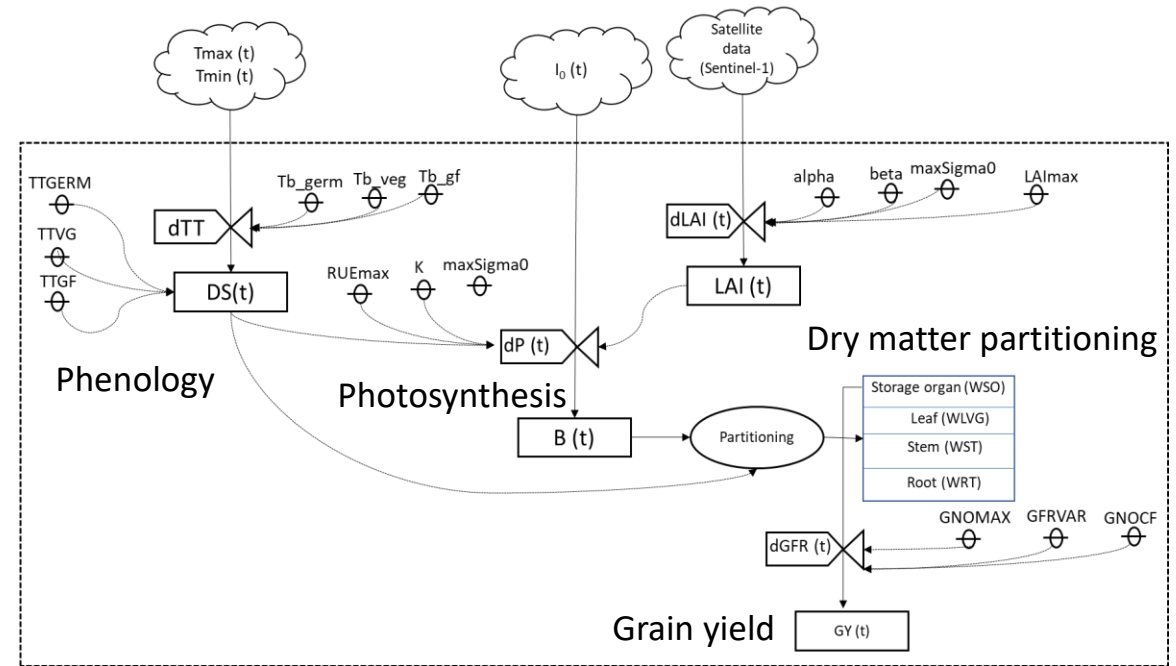 Tmax (t)
Tmin (t)
I₀ (t)
Satellite
data
(Sentinel-1)
TTGERM
TTVG
TTGF
Tb_germ
Tb_veg
Tb_gf
dTT
DS(t)
alpha
beta
maxSigma0
LAImax
dLAI (t)
LAI (t)
RUEmax
K
maxSigma0
dP (t)
Phenology
Photosynthesis
Dry matter partitioning
B (t)
Partitioning
Storage organ (WSO)
Leaf (WLVG)
Stem (WST)
Root (WRT)
GNOMAX
GFRVAR
GNOCF
dGFR (t)
Grain yield
GY (t)